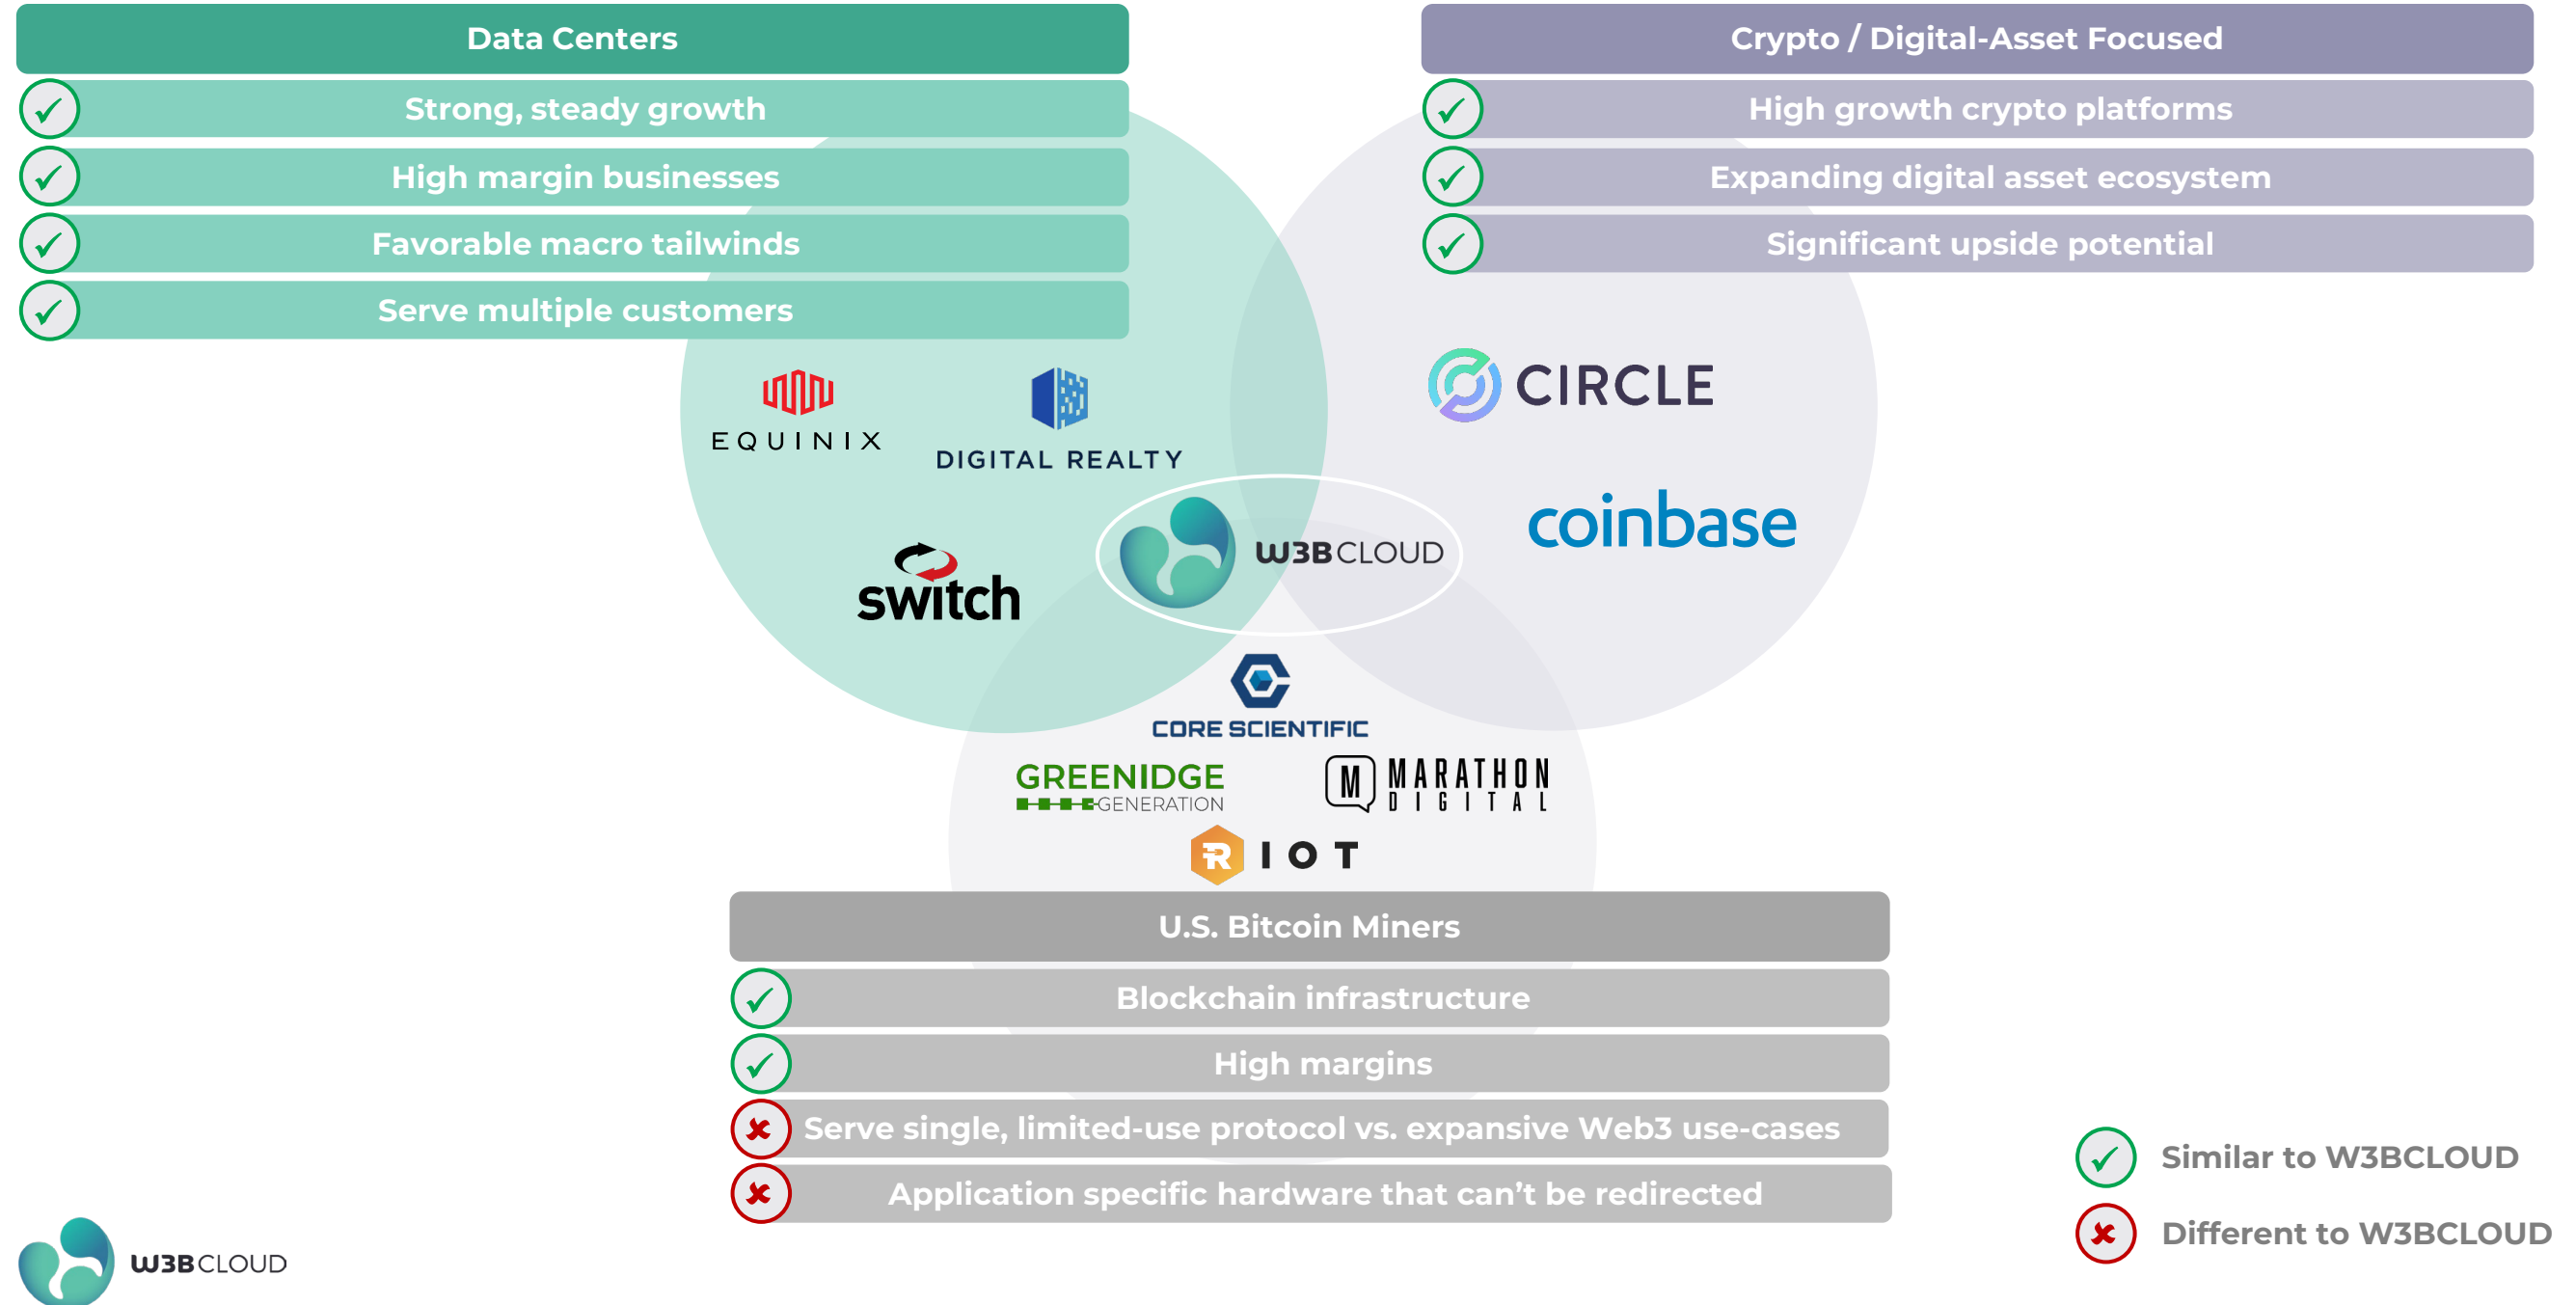 Data Centers
Strong, steady growth
High margin businesses
Favorable macro tailwinds
Serve multiple customers
Crypto / Digital-Asset Focused
High growth crypto platforms
Expanding digital asset ecosystem
Significant upside potential
EQUINIX
DIGITAL REALTY
switch
CIRCLE
coinbase
W3BCLOUD
CORE SCIENTIFIC
GREENIDGE
GENERATION
M MARATHON
DIGITAL
RIOT
U.S. Bitcoin Miners
Blockchain infrastructure
High margins
Serve single, limited-use protocol vs. expansive Web3 use-cases
Application specific hardware that can’t be redirected
Similar to W3BCLOUD
Different to W3BCLOUD
W3BCLOUD